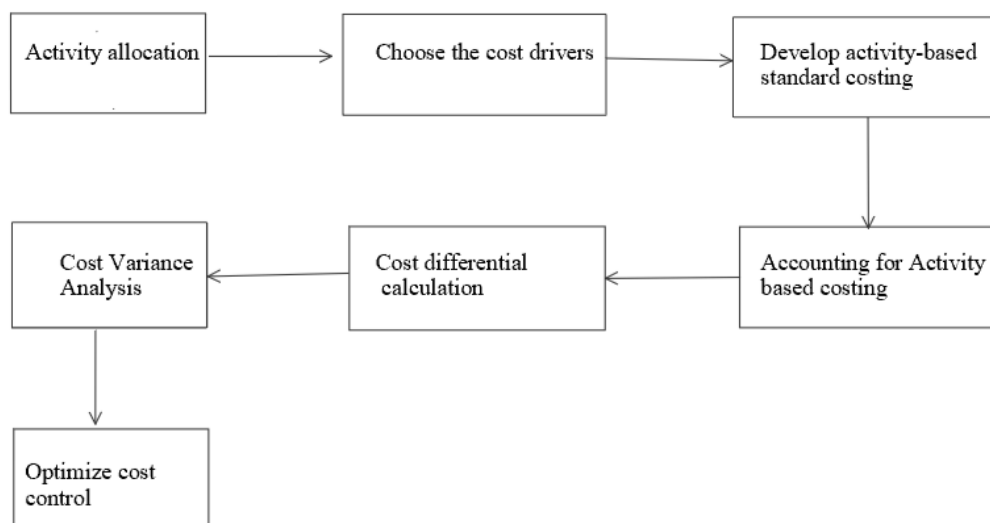 Activity allocation
Choose the cost drivers
Develop activity-based
standard costing
Accounting for Activity
based costing
Cost differential
calculation
Cost Variance
Analysis
Optimize cost
control